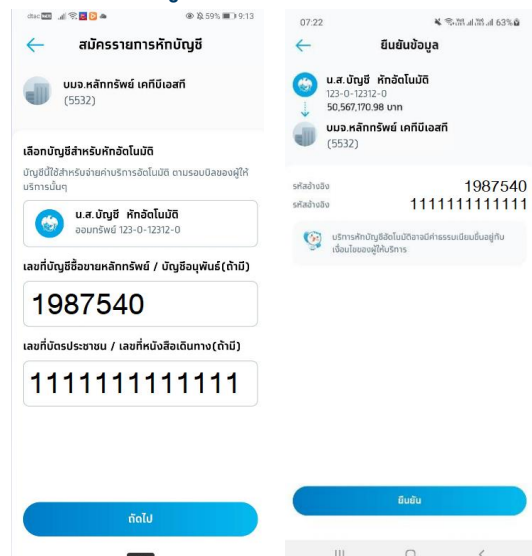 dtac 59% 9:13
สมัครรายการหักบัญชี
บมจ.หลักทรัพย์ เคทีบีเอสที
(5532)
เลือกบัญชีสำหรับหักอัตโนมัติ
บัญชีนี้ใช้สำหรับจ่ายค่าบริการอัตโนมัติ ตามรอบบิลของผู้ให้
บริการนั้นๆ
น.ส.บัญชี หักอัตโนมัติ
ออมทรัพย์ 123-0-12312-0
เลขที่บัญชีซื้อขายหลักทรัพย์ / บัญชีอนุพันธ์(ถ้ามี)
1987540
เลขที่บัตรประชาชน / เลขที่หนังสือเดินทาง(ถ้ามี)
1111111111111
ถัดไป
07:22 63%
ยืนยันข้อมูล
น.ส.บัญชี หักอัตโนมัติ
123-0-12312-0
50,567,170.98 บาท
บมจ.หลักทรัพย์ เคทีบีเอสที
(5532)
รหัสอ้างอิง 1987540
รหัสอ้างอิง 1111111111111
บริการหักบัญชีอัตโนมัติอาจมีค่าธรรมเนียมขึ้นอยู่กับ
เงื่อนไขของผู้ให้บริการ
ยืนยัน